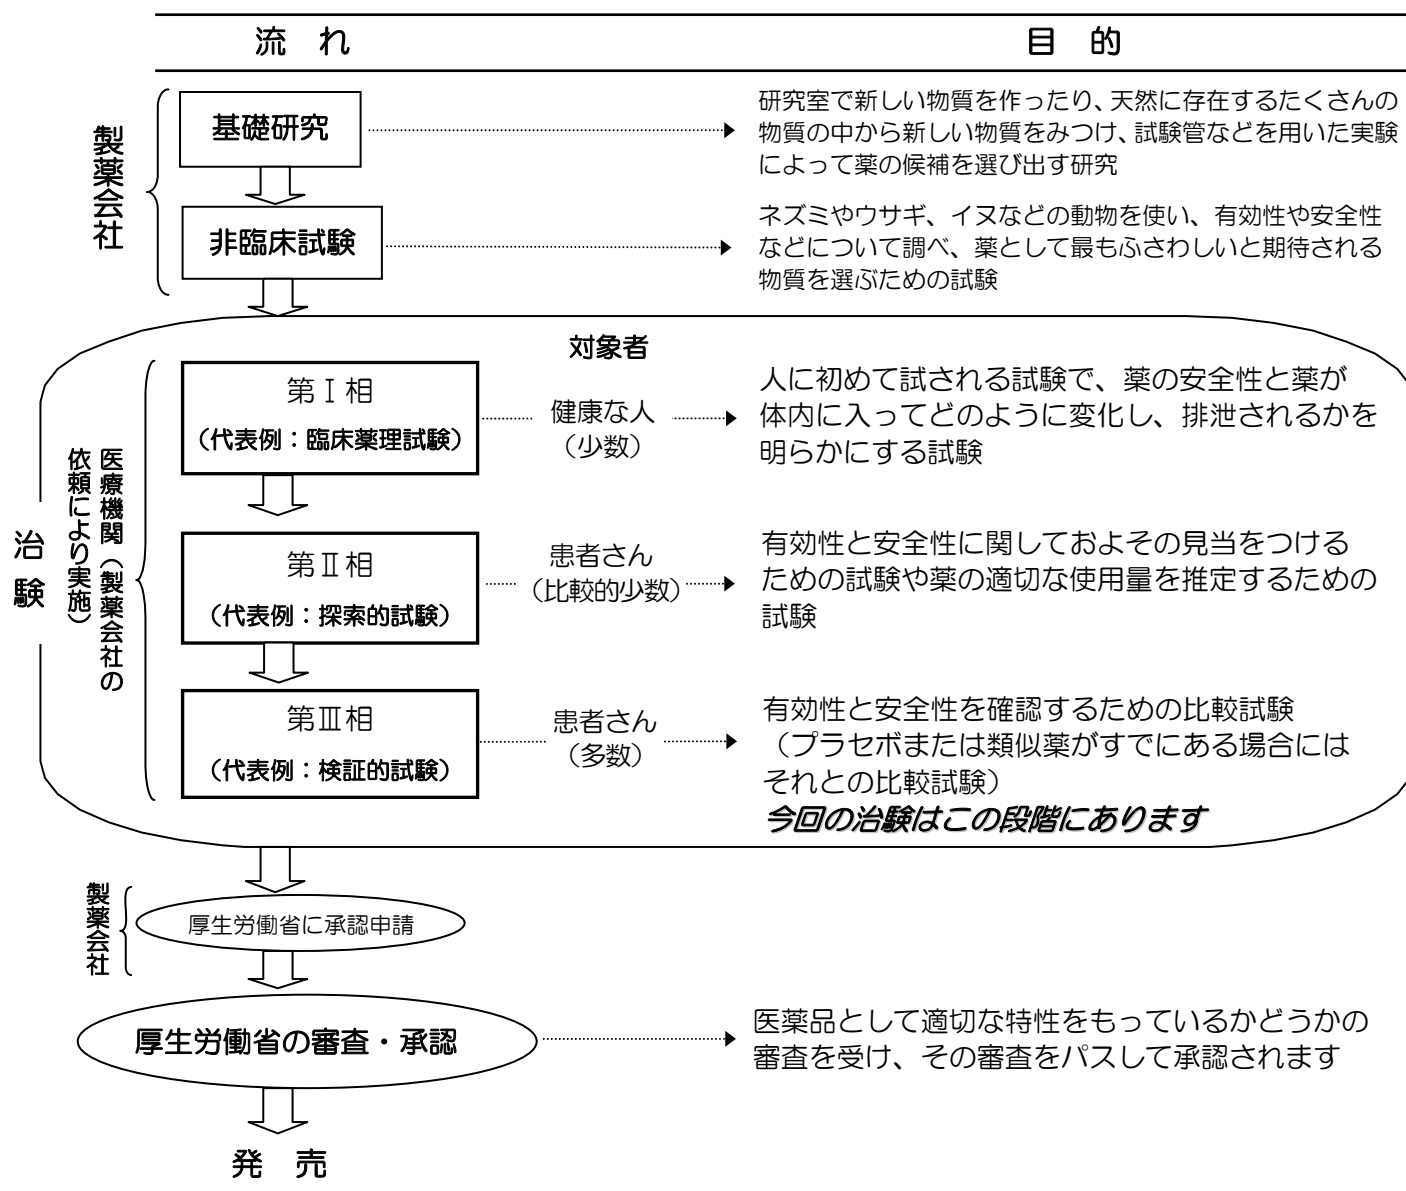 流 れ
目 的
製薬会社
基礎研究
研究室で新しい物質を作ったり、天然に存在するたくさんの
物質の中から新しい物質をみつけ、試験管などを用いた実験
によって薬の候補を選び出す研究
非臨床試験
ネズミやウサギ、イヌなどの動物を使い、有効性や安全性
などについて調べ、薬として最もふさわしいと期待される
物質を選ぶための試験
治 験
医療機関（製薬会社の
依頼により実施）
対象者
第Ⅰ相
（代表例：臨床薬理試験）
健康な人
（少数）
人に初めて試される試験で、薬の安全性と薬が
体内に入ってどのように変化し、排泄されるかを
明らかにする試験
第Ⅱ相
（代表例：探索的試験）
患者さん
（比較的少数）
有効性と安全性に関しておよその見当をつける
ための試験や薬の適切な使用量を推定するための
試験
第Ⅲ相
（代表例：検証的試験）
患者さん
（多数）
有効性と安全性を確認するための比較試験
（プラセボまたは類似薬がすでにある場合には
それとの比較試験）
今回の治験はこの段階にあります
製薬会社
厚生労働省に承認申請
厚生労働省の審査・承認
医薬品として適切な特性をもっているかどうかの
審査を受け、その審査をパスして承認されます
発 売